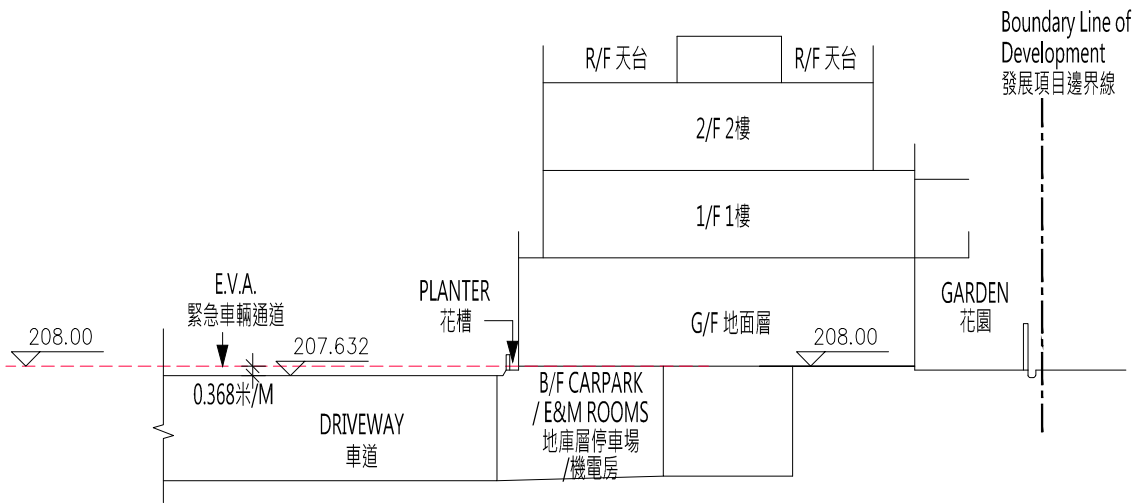 Boundary Line of
Development
發展項目邊界線
R/F 天台
R/F 天台
2/F 2樓
1/F 1樓
E.V.A.
緊急車輛通道
PLANTER
花槽
GARDEN
花園
G/F 地面層
208.00
207.632
208.00
0.368米/M
B/F CARPARK
/ E&M ROOMS
地庫層停車場
/機電房
DRIVEWAY
車道